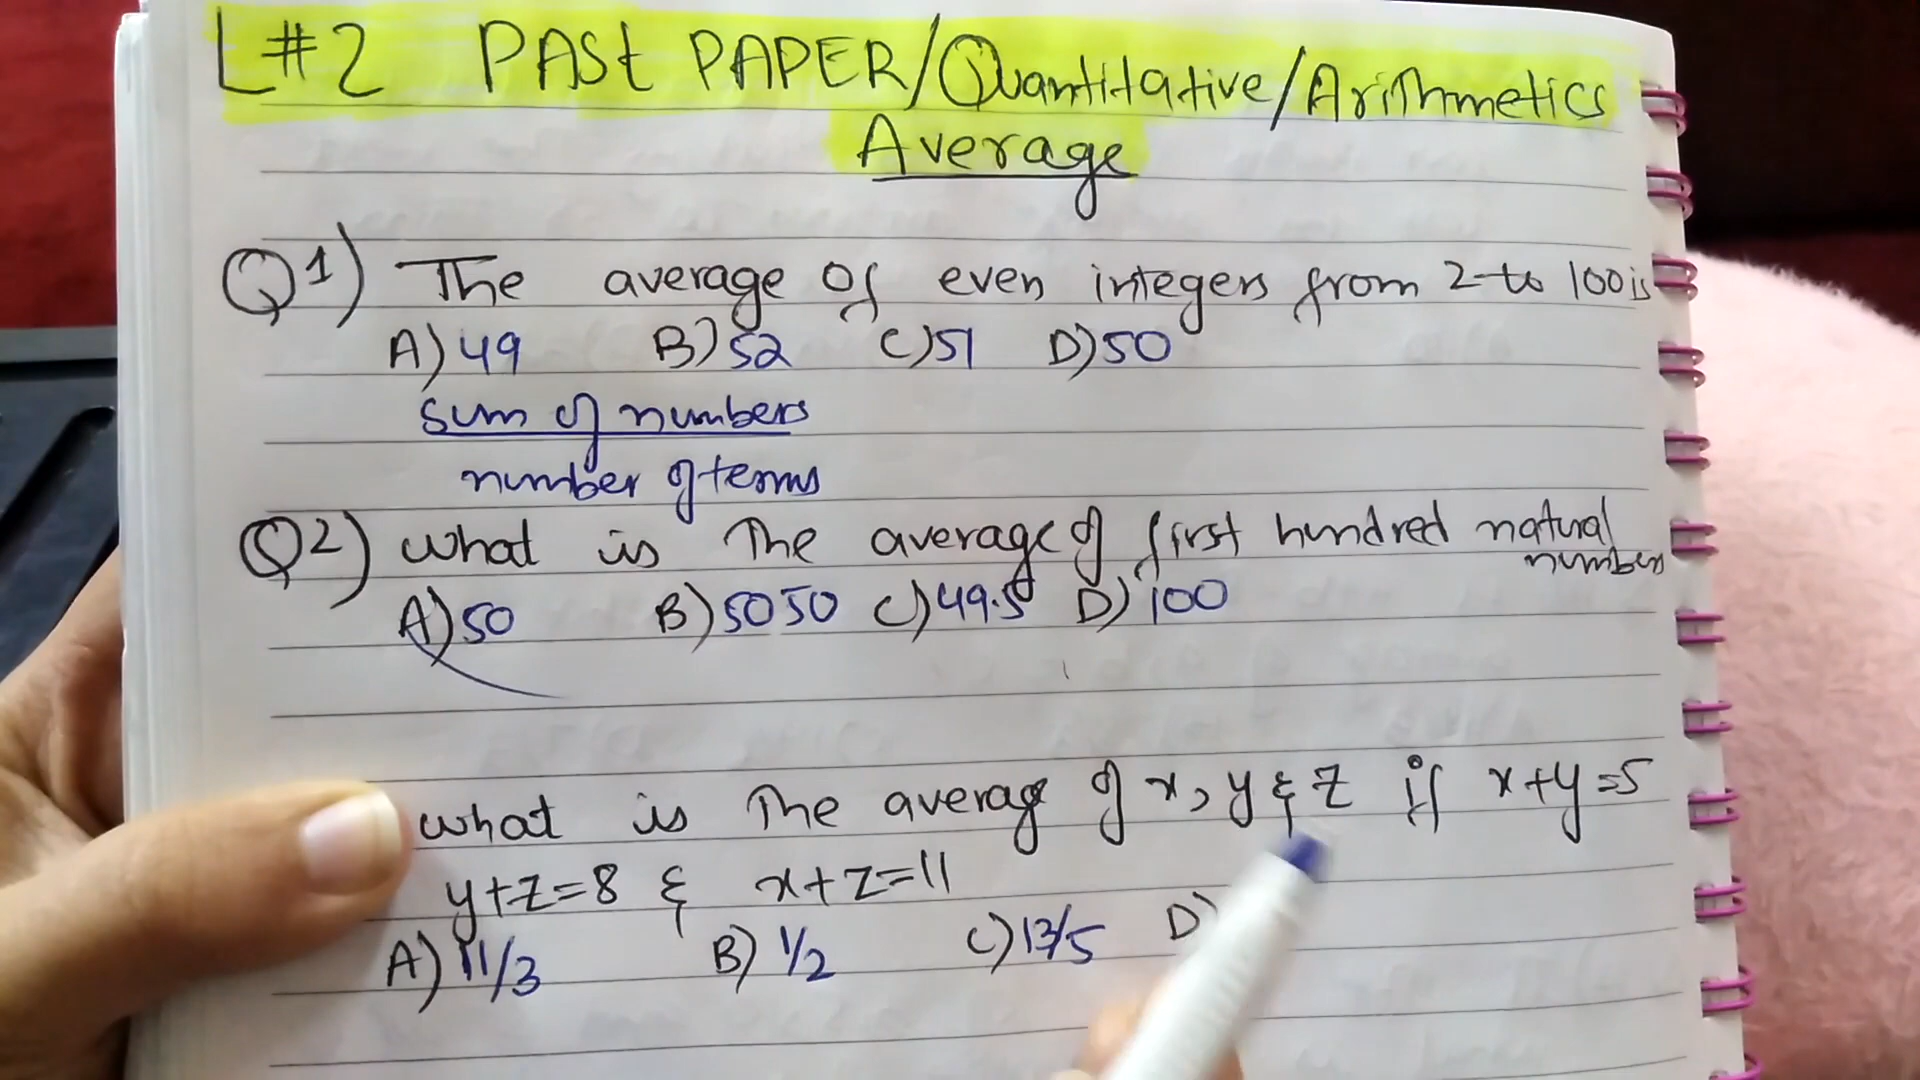 L#2 PAST PAPER/Quantitative/Arithmetics
Average
Q1) The average of even integers from 2 to 100 is
A) 49 B) 52 C) 51 D) 50
sum of numbers
number of terms
Q2) what is the average of first hundred natural
numbers
A) 50 B) 5050 C) 49.5 D) 100
what is the average of x, y & z if x+y=5
y+z=8 & x+z=11
A) 11/3 B) 1/2 C) 13/5 D)